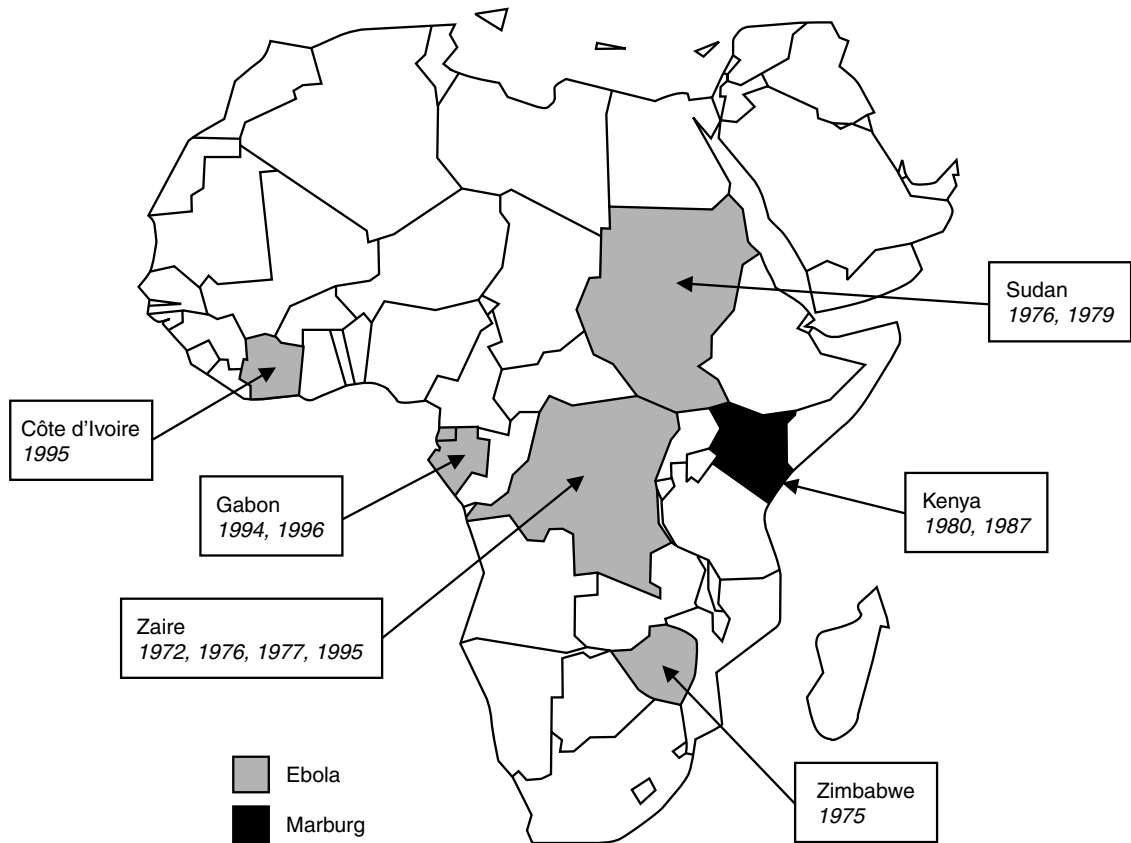 Sudan
1976, 1979
Côte d'Ivoire
1995
Gabon
1994, 1996
Kenya
1980, 1987
Zaire
1972, 1976, 1977, 1995
Ebola
Marburg
Zimbabwe
1975